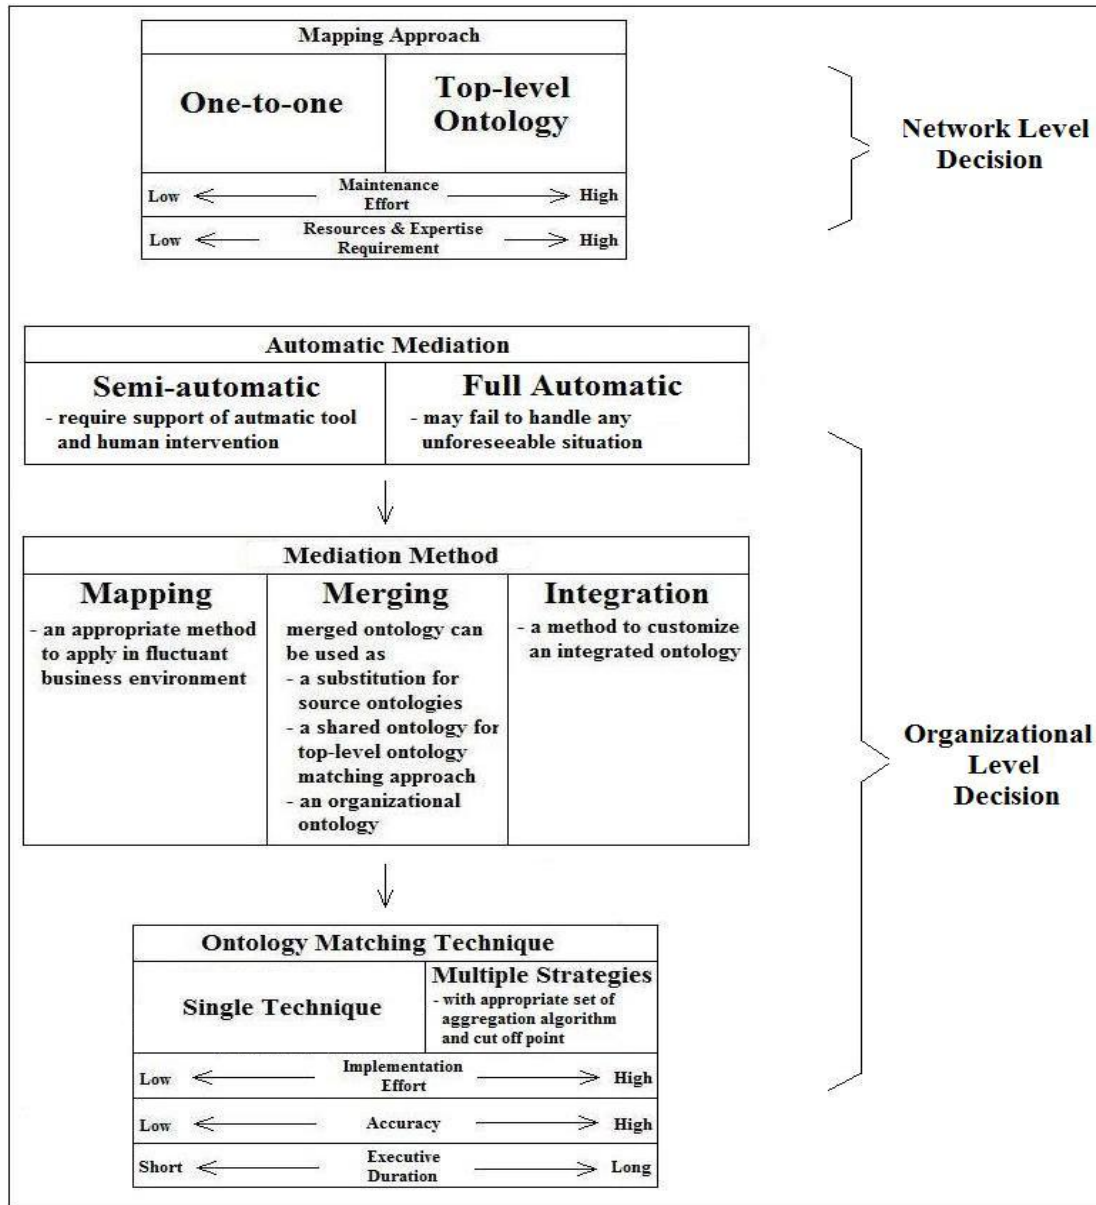 Mapping Approach
One-to-one
Top-level
Ontology
Low Maintenance High
Effort
Low Resources & Expertise High
Requirement
Network Level
Decision
Automatic Mediation
Semi-automatic
- require support of autmatic tool
and human intervention
Full Automatic
- may fail to handle any
unforeseeable situation
Mediation Method
Mapping
- an appropriate method
to apply in fluctuant
business environment
Merging
merged ontology can
be used as
- a substitution for
source ontologies
- a shared ontology for
top-level ontology
matching approach
- an organizational
ontology
Integration
- a method to customize
an integrated ontology
Organizational
Level
Decision
Ontology Matching Technique
Single Technique
Multiple Strategies
- with appropriate set of
aggregation algorithm
and cut off point
Low Implementation High
Effort
Low Accuracy High
Short Executive Long
Duration